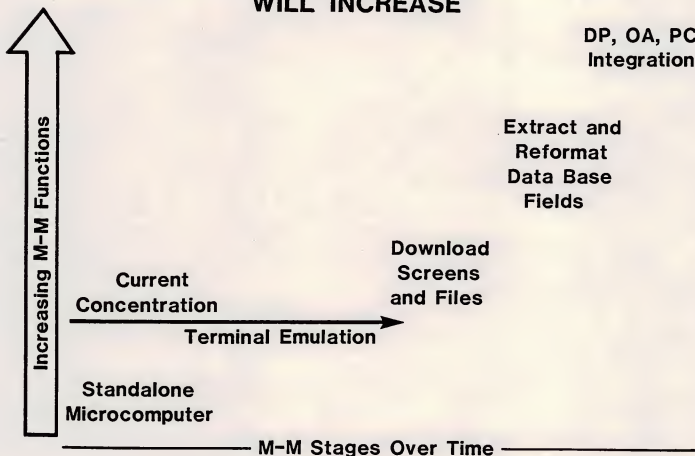 WILL INCREASE
DP, OA, PC
Integration
Extract and
Reformat
Data Base
Fields
Increasing M-M Functions
Download
Screens
and Files
Current
Concentration
Terminal Emulation
Standalone
Microcomputer
M-M Stages Over Time